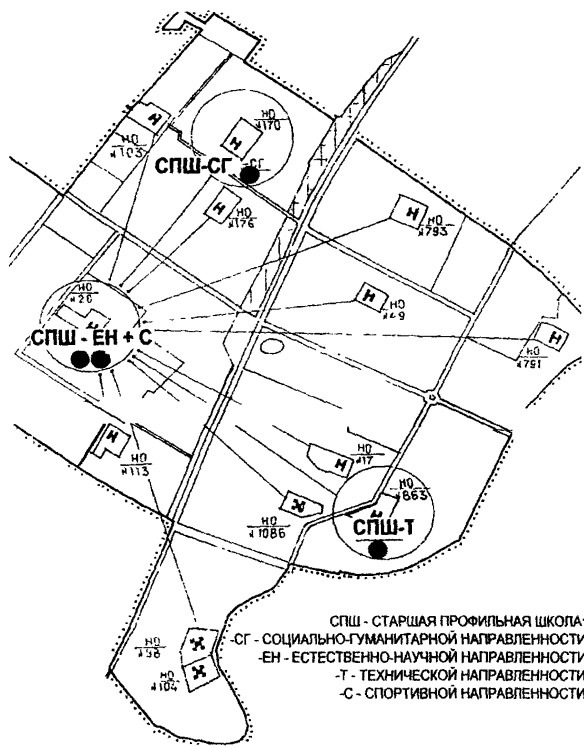 НО
№170
НО
№103
СПШ-СГ
-СГ
НО
№176
НО
№793
НО
№26
НО
СПШ - ЕН + С
НО
№791
НО
№17
НО
№113
НО
№863
НО
№1086
СПШ-Т
НО
№98
НО
№104
СПШ - СТАРШАЯ ПРОФИЛЬНАЯ ШКОЛА:
-СГ - СОЦИАЛЬНО-ГУМАНИТАРНОЙ НАПРАВЛЕННОСТИ
-ЕН - ЕСТЕСТВЕННО-НАУЧНОЙ НАПРАВЛЕННОСТИ
-Т - ТЕХНИЧЕСКОЙ НАПРАВЛЕННОСТИ
-С - СПОРТИВНОЙ НАПРАВЛЕННОСТИ